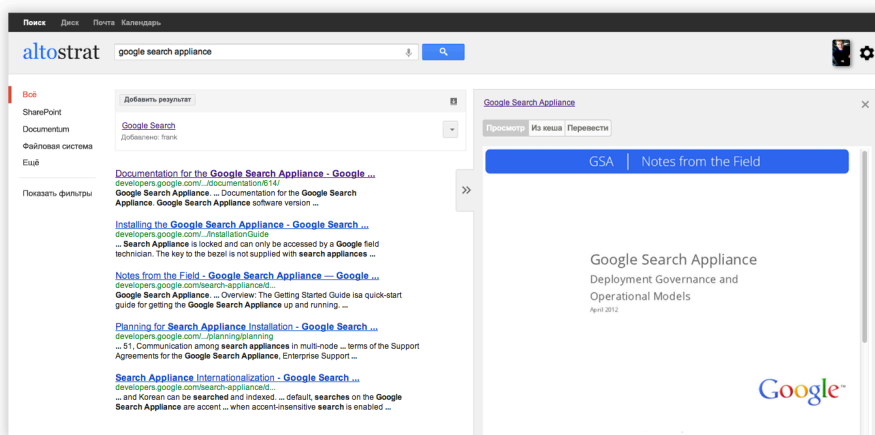 Поиск Диск Почта Календарь
altostrat
google search appliance
Всё
SharePoint
Documentum
Файловая система
Ещё
Показать фильтры
Добавить результат
Google Search
Добавлено: frank
Documentation for the Google Search Appliance - Google ...
developers.google.com/.../documentation/614/
Google Search Appliance. ... Documentation for the Google Search
Appliance. Google Search Appliance software version ...
Installing the Google Search Appliance - Google Search ...
developers.google.com/.../InstallationGuide
... Search Appliance is locked and can only be accessed by a Google field
technician. The key to the bezel is not supplied with search appliances ...
Notes from the Field - Google Search Appliance — Google ...
developers.google.com/search-appliance/d...
Google Search Appliance. ... Overview: The Getting Started Guide isa quick-start
guide for getting the Google Search Appliance up and running. ...
Planning for Search Appliance Installation - Google Search ...
developers.google.com/.../planning/planning
... 51, Communication among search appliances in multi-node ... terms of the Support
Agreements for the Google Search Appliance, Enterprise Support ...
Search Appliance Internationalization - Google Search ...
developers.google.com/search-appliance/d...
... and Korean can be searched and indexed. ... default, searches on the Google
Search Appliance are accent ... when accent-insensitive search is enabled ...
Google Search Appliance
Просмотр Из кеша Перевести
GSA | Notes from the Field
Google Search Appliance
Deployment Governance and
Operational Models
April 2012
Google™